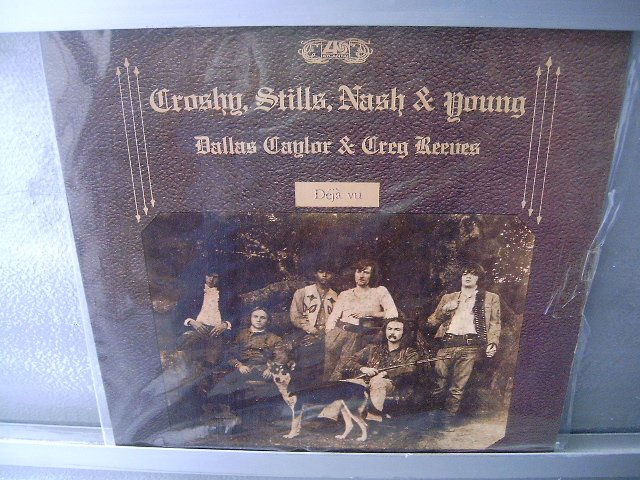 Crosby, Stills, Nash & Young
Dallas Taylor & Greg Reeves
Déjà vu